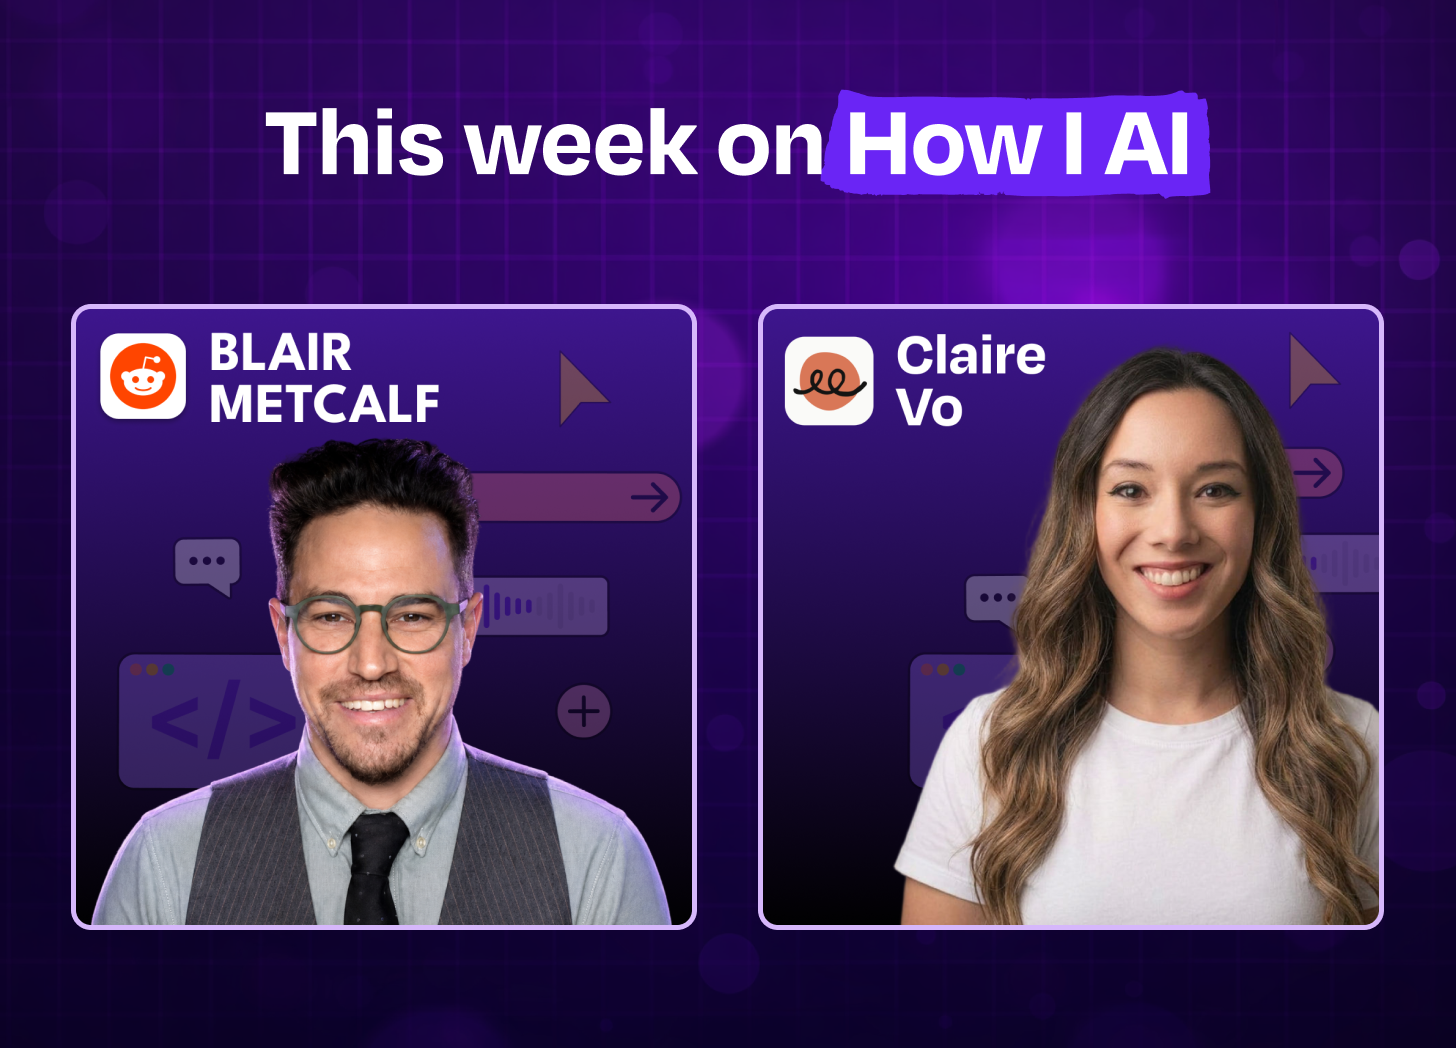 This week on How I AI
BLAIR
METCALF
Claire
Vo
</>